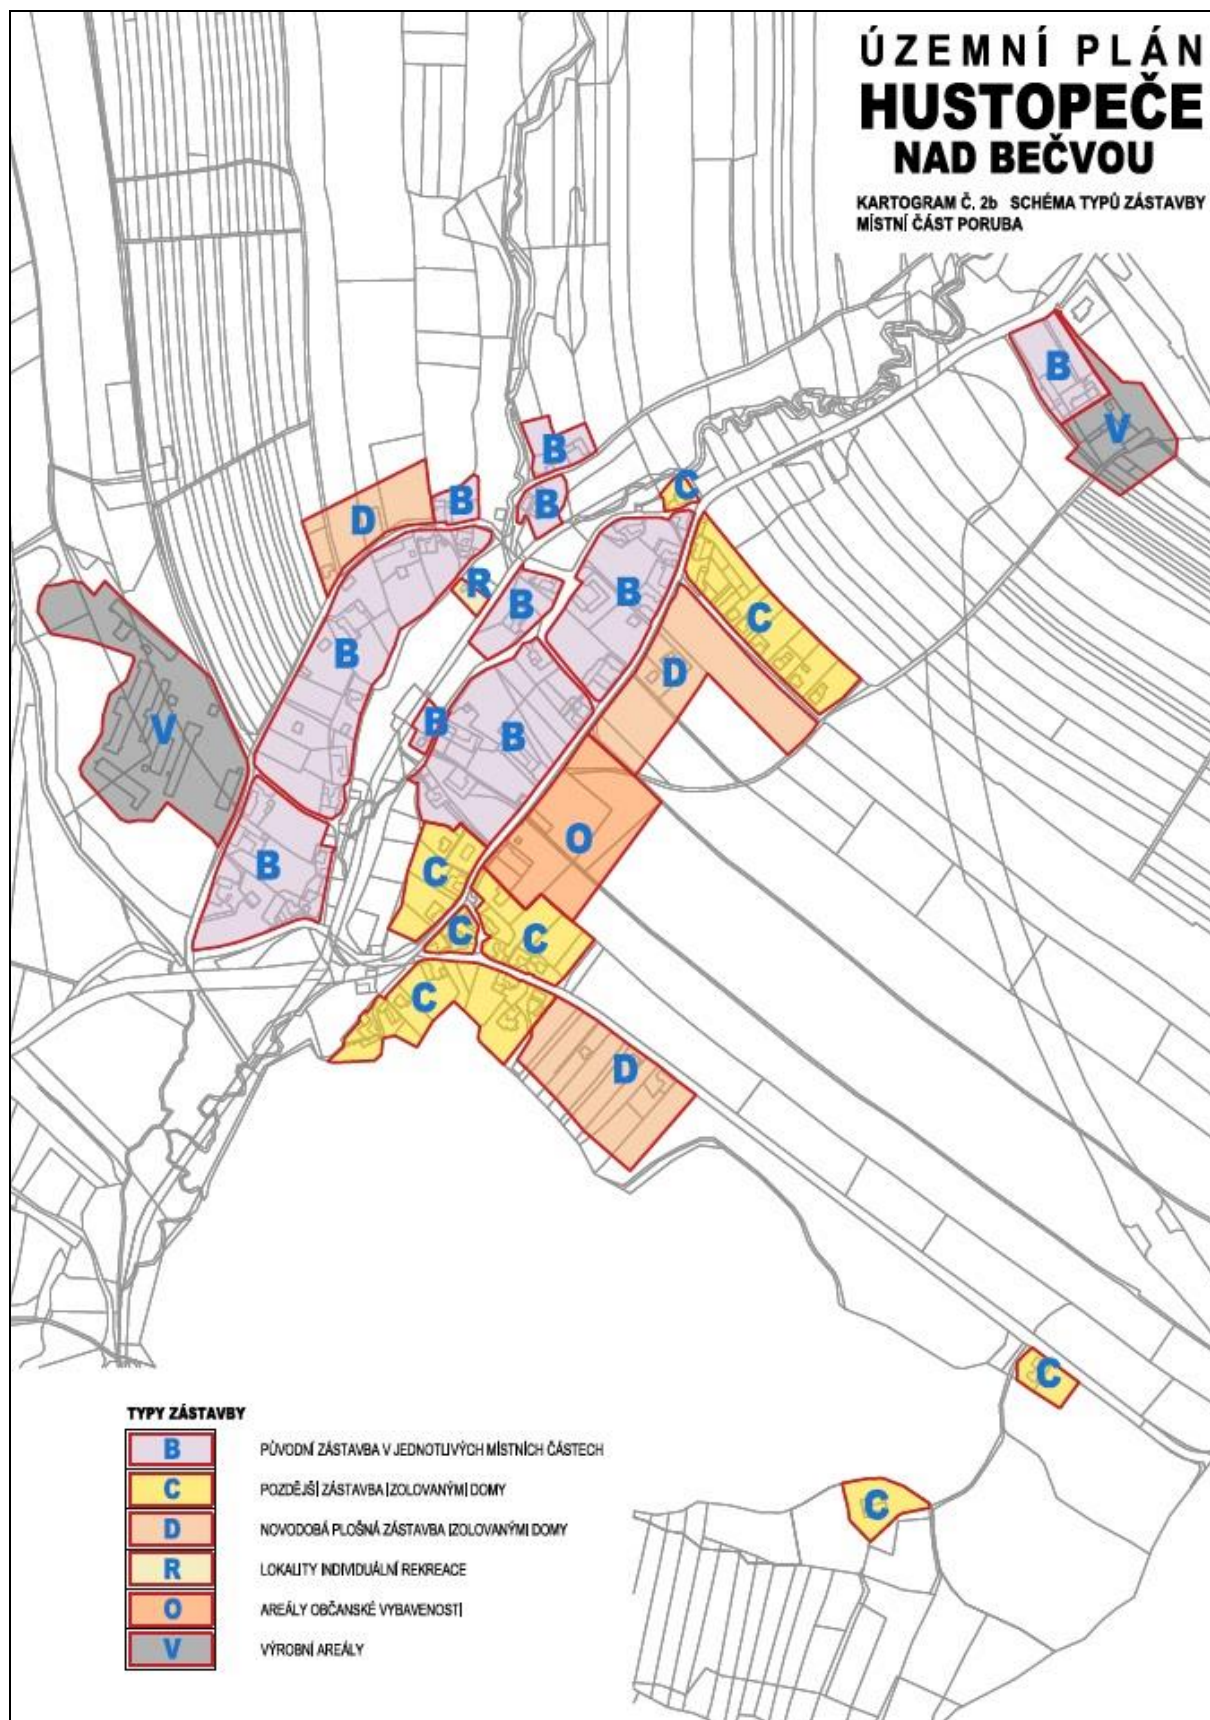 ÚZEMNÍ PLÁN
HUSTOPEČE
NAD BEČVOU
KARTOGRAM Č. 2b SCHÉMA TYPŮ ZÁSTAVBY
MÍSTNÍ ČÁST PORUBA
B
V
B
C
B
B
D
R
B
B
C
B
D
B
B
V
O
B
C
C
C
C
D
C
C
TYPY ZÁSTAVBY
B PŮVODNÍ ZÁSTAVBA V JEDNOTLIVÝCH MÍSTNÍCH ČÁSTECH
C POZDĚJŠÍ ZÁSTAVBA IZOLOVANÝMI DOMY
D NOVODOBÁ PLOŠNÁ ZÁSTAVBA IZOLOVANÝMI DOMY
R LOKALITY INDIVIDUÁLNÍ REKREACE
O AREÁLY OBČANSKÉ VYBAVENOSTI
V VÝROBNÍ AREÁLY